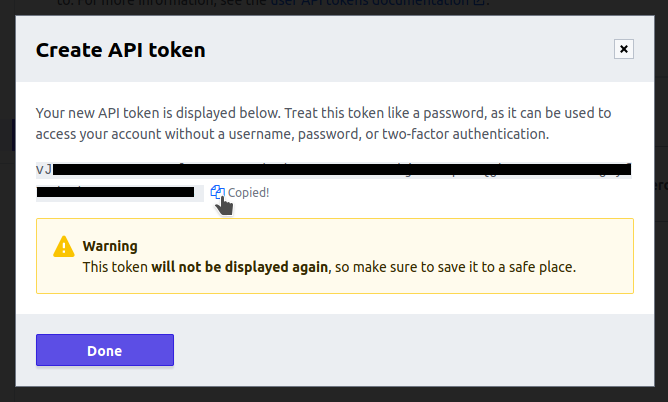 to. For more information, see the user API tokens documentation
Create API token
Your new API token is displayed below. Treat this token like a password, as it can be used to
access your account without a username, password, or two-factor authentication.
vJ
Copied!
Warning
This token will not be displayed again, so make sure to save it to a safe place.
Done